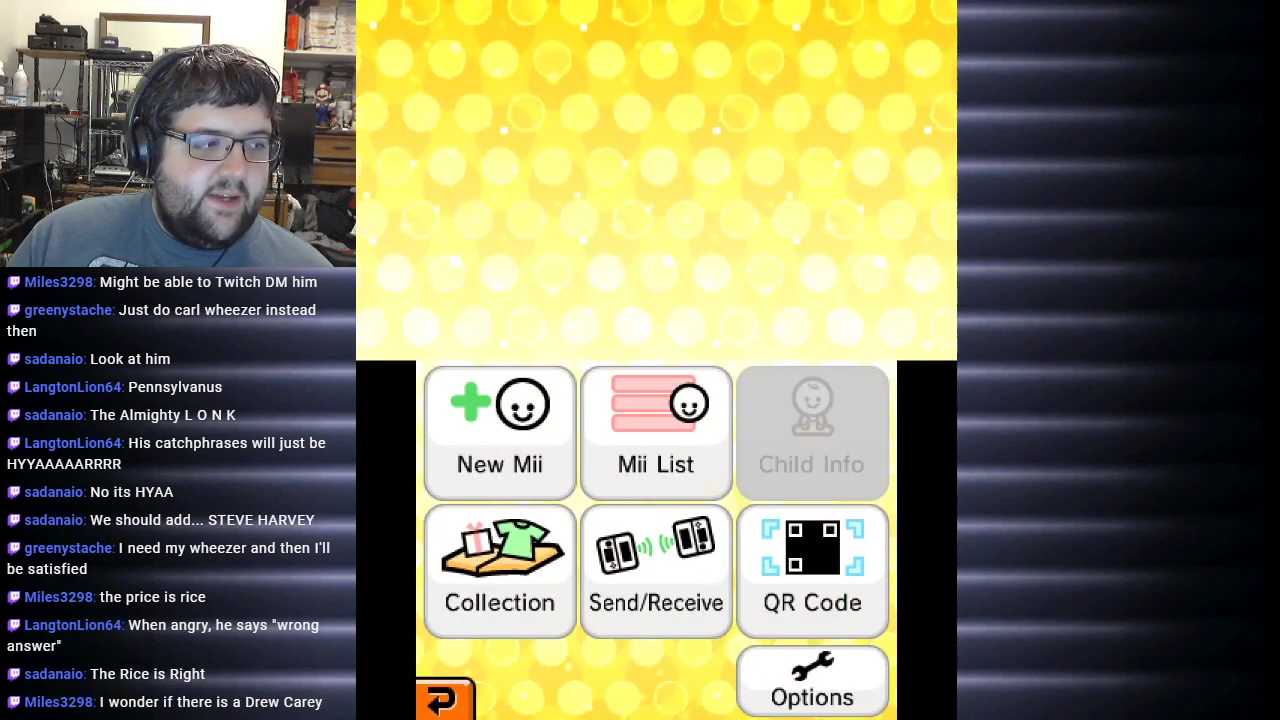 Miles3298: Might be able to Twitch DM him
greenystache: Just do carl wheezer instead
then
sadanaio: Look at him
LangtonLion64: Pennsylvanus
sadanaio: The Almighty L O N K
LangtonLion64: His catchphrases will just be
HYYAAAAARRRR
sadanaio: No its HYAA
sadanaio: We should add... STEVE HARVEY
greenystache: I need my wheezer and then I'll
be satisfied
Miles3298: the price is rice
LangtonLion64: When angry, he says "wrong
answer"
sadanaio: The Rice is Right
Miles3298: I wonder if there is a Drew Carey
New Mii
Mii List
Child Info
Collection
Send/Receive
QR Code
Options